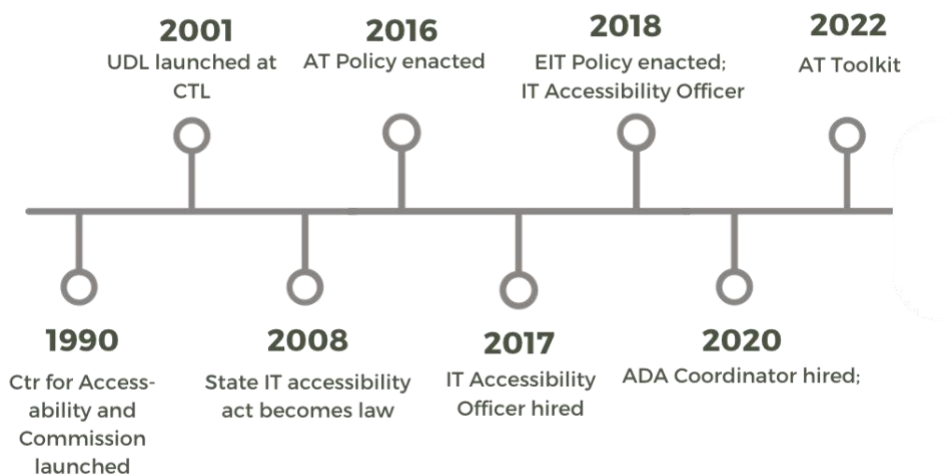 2001
UDL launched at
CTL
2016
AT Policy enacted
2018
EIT Policy enacted;
IT Accessibility Officer
2022
AT Toolkit
1990
Ctr for Access-
ability and
Commission
launched
2008
State IT accessibility
act becomes law
2017
IT Accessibility
Officer hired
2020
ADA Coordinator hired;